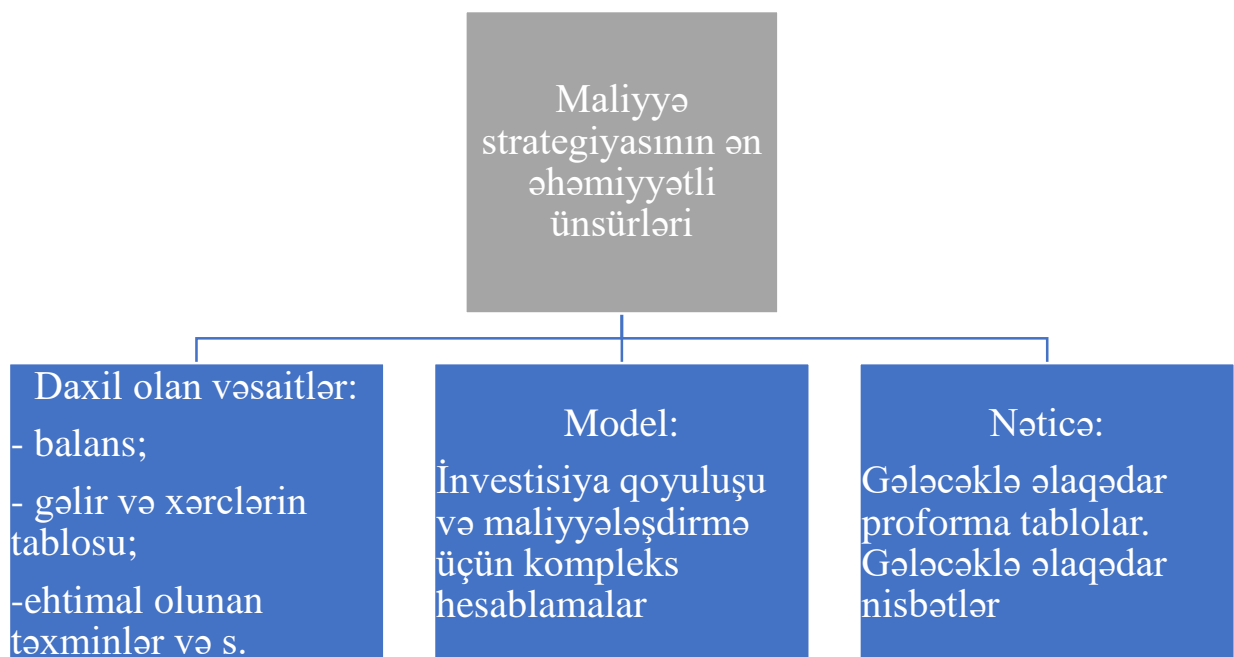 Maliyyə
strategiyasının ən
əhəmiyyətli
ünsürləri
Daxil olan vəsaitlər:
- balans;
- gəlir və xərclərin
tablosu;
-ehtimal olunan
təxminlər və s.
Model:
İnvestisiya qoyuluşu
və maliyyələşdirmə
üçün kompleks
hesablamalar
Nəticə:
Gələcəklə əlaqədar
proforma tablolar.
Gələcəklə əlaqədar
nisbətlər